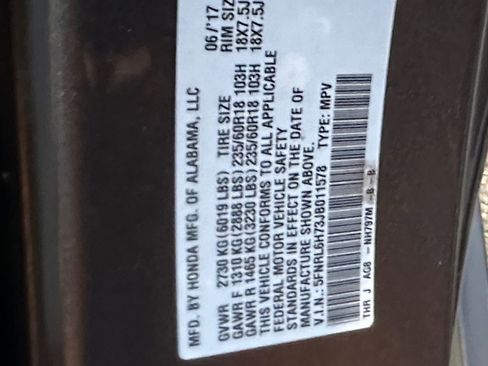 MFD. BY HONDA MFG. OF ALABAMA, LLC 06/'17
GVWR 2730 KG(6019 LBS) TIRE SIZE RIM SIZ
GAWR F 1310 KG(2888 LBS)235/60R18 103H 18X7.5J
GAWR R 1465 KG(3230 LBS)235/60R18 103H 18X7.5J
THIS VEHICLE CONFORMS TO ALL APPLICABLE
FEDERAL MOTOR VEHICLE SAFETY
STANDARDS IN EFFECT ON THE DATE OF
MANUFACTURE SHOWN ABOVE.
V.I.N.: 5FNRL6H73JB011578 TYPE: MPV
THR J AG8 -NH797M -B -B